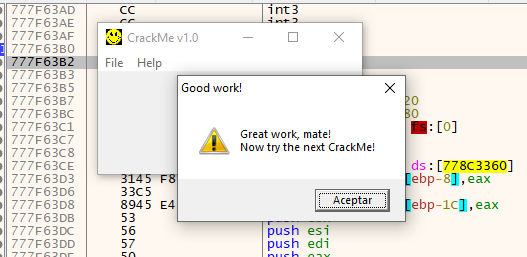 777F63AD CC int3
777F63AE CC int3
777F63AF
777F63B0
777F63B2
777F63B5
777F63B7 20
777F63BC 80
777F63C1 fs:[0]
777F63C7
777F63C8
777F63CE ds:[778C3360]
777F63D3 3145 F8 [ebp-8],eax
777F63D6 33C5
777F63D8 8945 E4 [ebp-1C],eax
777F63DB 53
777F63DC 56 push esi
777F63DD 57 push edi
777F63DE 50 push eax
CrackMe v1.0
File Help
Good work!
Great work, mate!
Now try the next CrackMe!
Aceptar